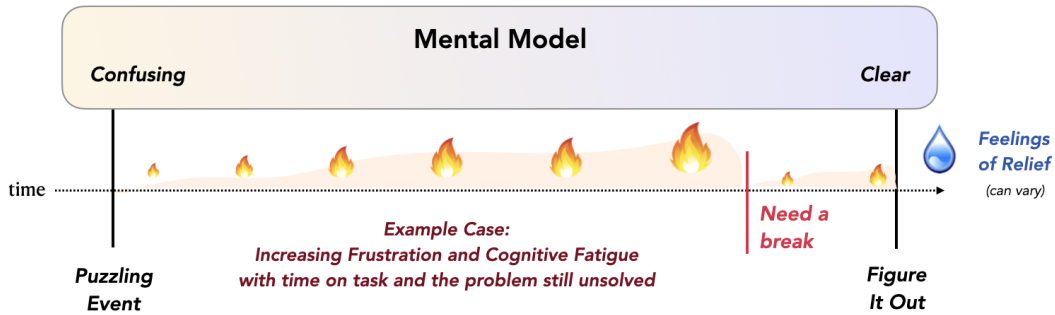 Mental Model
Confusing
Clear
Feelings
of Relief
(can vary)
time
Need a
break
Example Case:
Increasing Frustration and Cognitive Fatigue
with time on task and the problem still unsolved
Puzzling
Event
Figure
It Out